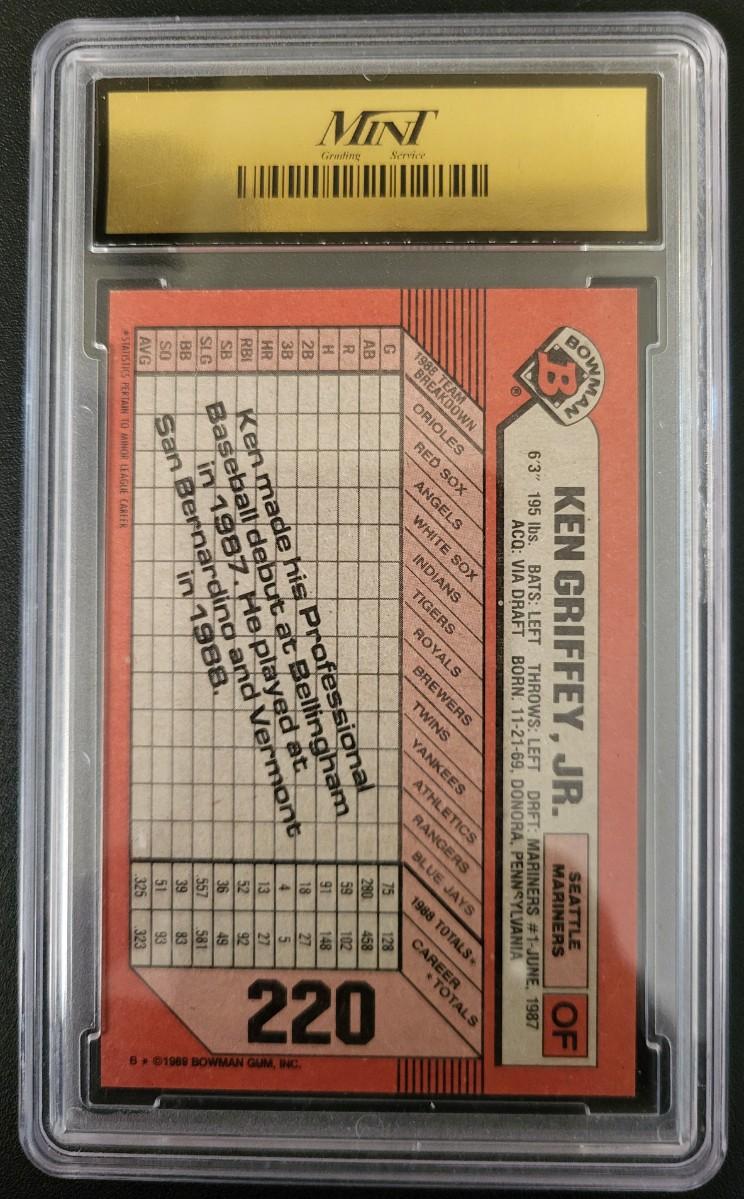 MINT
Grading Service
BOWMAN
B
®
KEN GRIFFEY, JR.
SEATTLE
MARINERS
OF
6'3" 195 lbs. BATS: LEFT THROWS: LEFT DRFT: MARINERS #1-JUNE, 1987
ACQ: VIA DRAFT BORN: 11-21-69, DONORA, PENNSYLVANIA
1988 TEAM
BREAKDOWN
ORIOLES
RED SOX
ANGELS
WHITE SOX
INDIANS
TIGERS
ROYALS
BREWERS
TWINS
YANKEES
ATHLETICS
RANGERS
BLUE JAYS
1988 TOTALS*
CAREER
*TOTALS
G 75 128
AB 280 458
R 59 102
H 91 148
2B 18 27
3B 4 5
HR 13 27
RBI 52 92
SB 36 49
SLG .557 .581
BB 39 83
SO 51 93
AVG .325 .323
Ken made his Professional
Baseball debut at Bellingham
in 1987. He played at
San Bernardino and Vermont
in 1988.
*STATISTICS PERTAIN TO MINOR LEAGUE CAREER
220
6 * ©1989 BOWMAN GUM, INC.